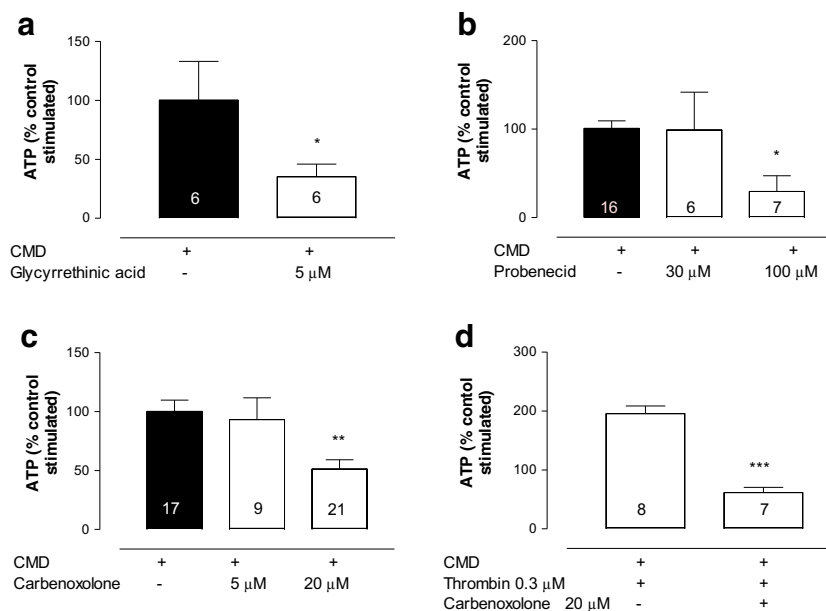 a
150
100
50
0
ATP (% control
stimulated)
*
6
6
CMD + +
Glycyrrethinic acid - 5 μM
b
200
100
0
ATP (% control
stimulated)
*
16
6
7
CMD + + +
Probenecid - 30 μM 100 μM
c
150
100
50
0
ATP (% control
stimulated)
**
17
9
21
CMD + + +
Carbenoxolone - 5 μM 20 μM
d
300
200
100
0
ATP (% contol
stimulated)
***
8
7
CMD + +
Thrombin 0.3 μM + +
Carbenoxolone 20 μM - +